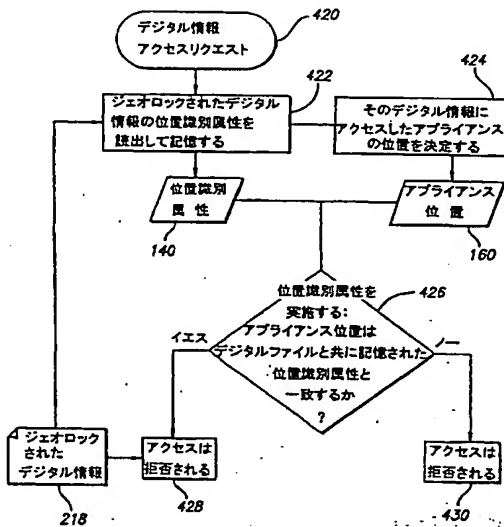 デジタル情報
アクセスリクエスト
420
422
424
ジェオロックされたデジタル
情報の位置識別属性を
読出して記憶する
そのデジタル情報に
アクセスしたアプライアンス
の位置を決定する
位置識別
属性
140
アプライアンス
位置
160
位置識別属性を
実施する:
アプライアンス位置は
デジタルファイルと共に記憶された
位置識別属性と
一致するか
?
426
イエス
ノー
ジェオロック
された
デジタル情報
218
アクセスは
拒否される
428
アクセスは
拒否される
430